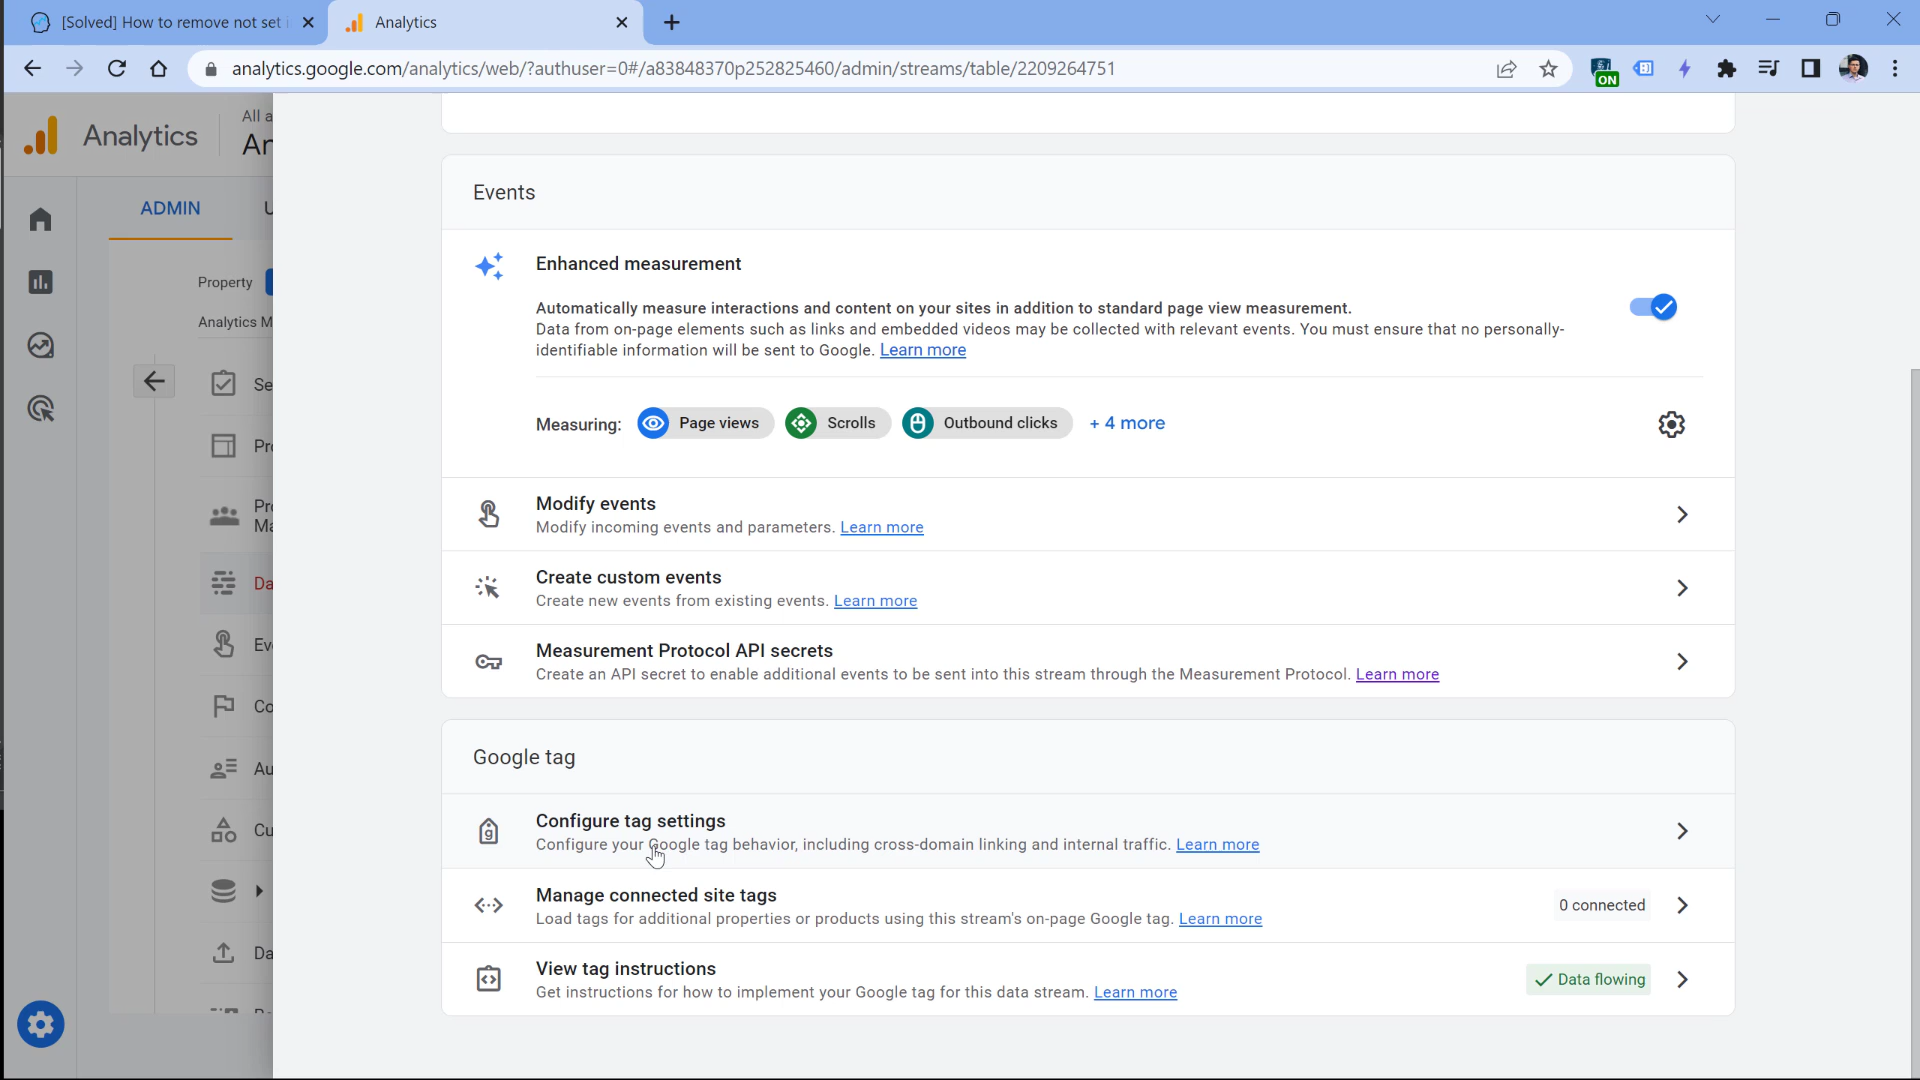 [Solved] How to remove not set i
Analytics
analytics.google.com/analytics/web/?authuser=0#/a83848370p252825460/admin/streams/table/2209264751
ON
Analytics
All a
An
ADMIN
U
Property
Analytics M
Se
Pro
Pro
Ma
Da
Eve
Co
Au
Cu
Da
Events
Enhanced measurement
Automatically measure interactions and content on your sites in addition to standard page view measurement.
Data from on-page elements such as links and embedded videos may be collected with relevant events. You must ensure that no personally-
identifiable information will be sent to Google. Learn more
Measuring: Page views Scrolls Outbound clicks + 4 more
Modify events
Modify incoming events and parameters. Learn more
Create custom events
Create new events from existing events. Learn more
Measurement Protocol API secrets
Create an API secret to enable additional events to be sent into this stream through the Measurement Protocol. Learn more
Google tag
Configure tag settings
Configure your Google tag behavior, including cross-domain linking and internal traffic. Learn more
Manage connected site tags
Load tags for additional properties or products using this stream's on-page Google tag. Learn more
0 connected
View tag instructions
Get instructions for how to implement your Google tag for this data stream. Learn more
Data flowing